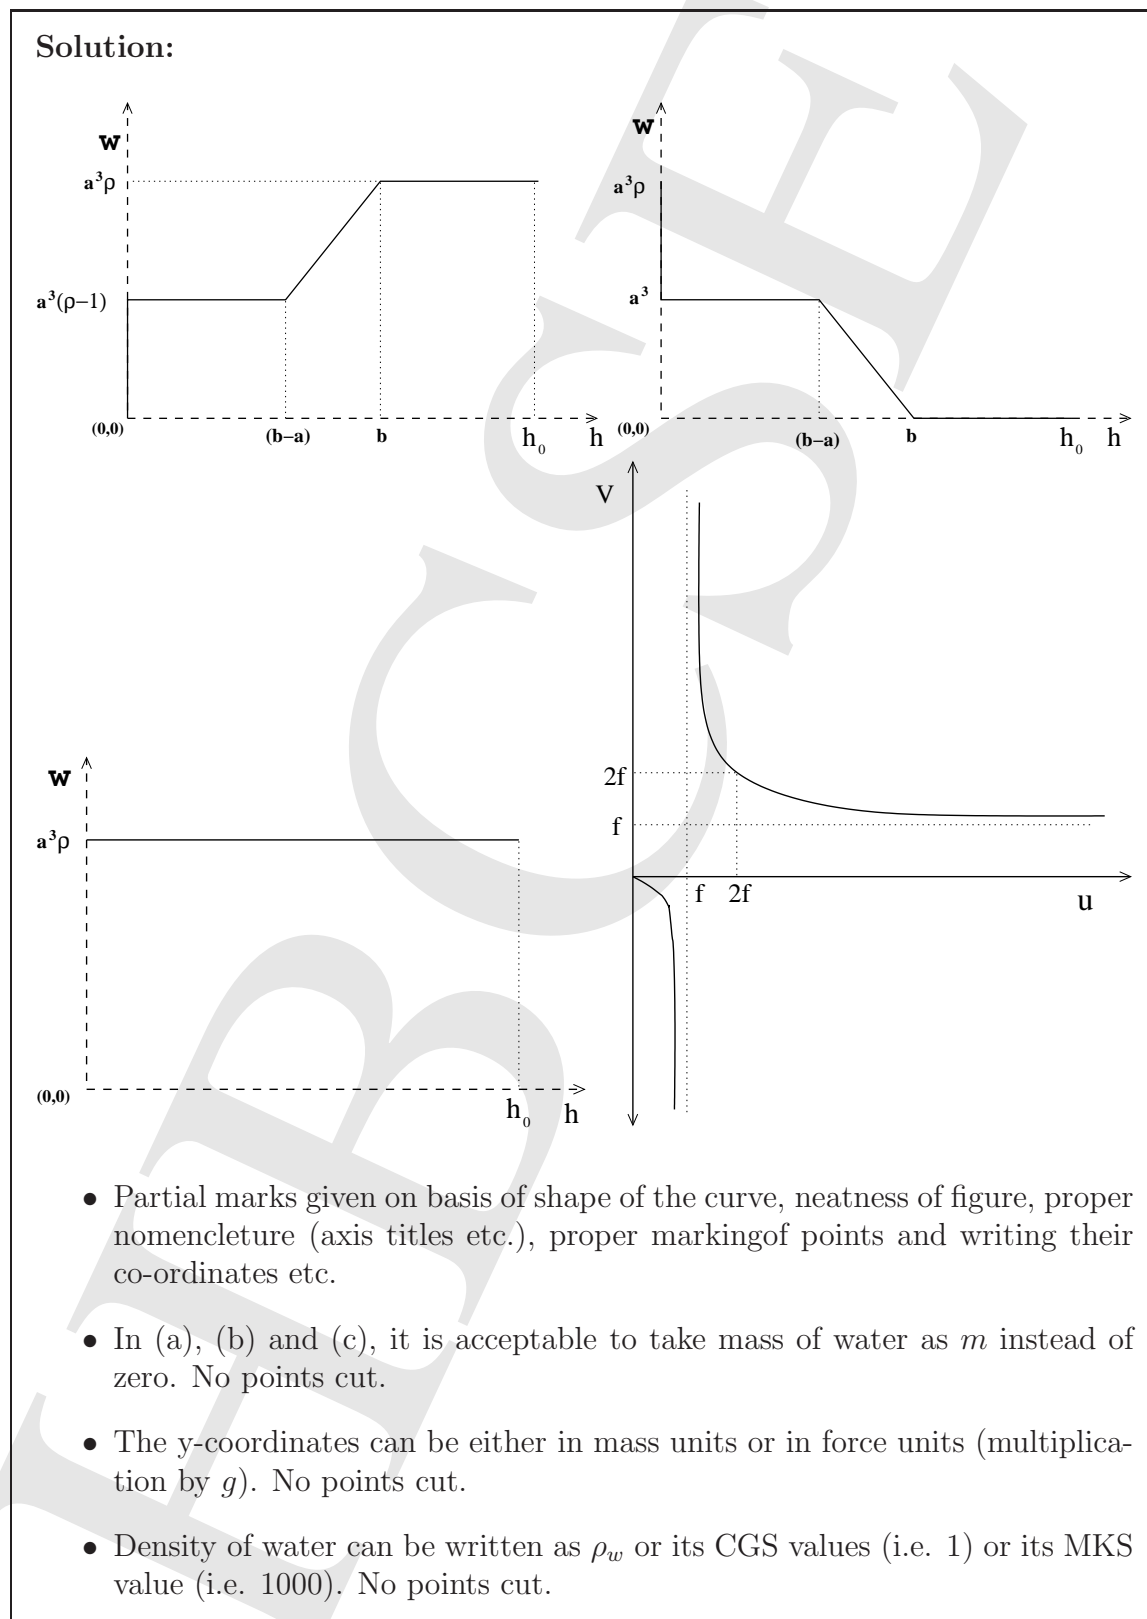 Solution:
w
a³ρ
a³(ρ−1)
(0,0)
(b−a)
b
h₀
h
w
a³ρ
a³
(0,0)
(b−a)
b
h₀
h
V
2f
f
f
2f
u
w
a³ρ
(0,0)
h₀
h
• Partial marks given on basis of shape of the curve, neatness of figure, proper
nomencleture (axis titles etc.), proper markingof points and writing their
co-ordinates etc.
• In (a), (b) and (c), it is acceptable to take mass of water as m instead of
zero. No points cut.
• The y-coordinates can be either in mass units or in force units (multiplica-
tion by g). No points cut.
• Density of water can be written as ρ_w or its CGS values (i.e. 1) or its MKS
value (i.e. 1000). No points cut.
HBCSE